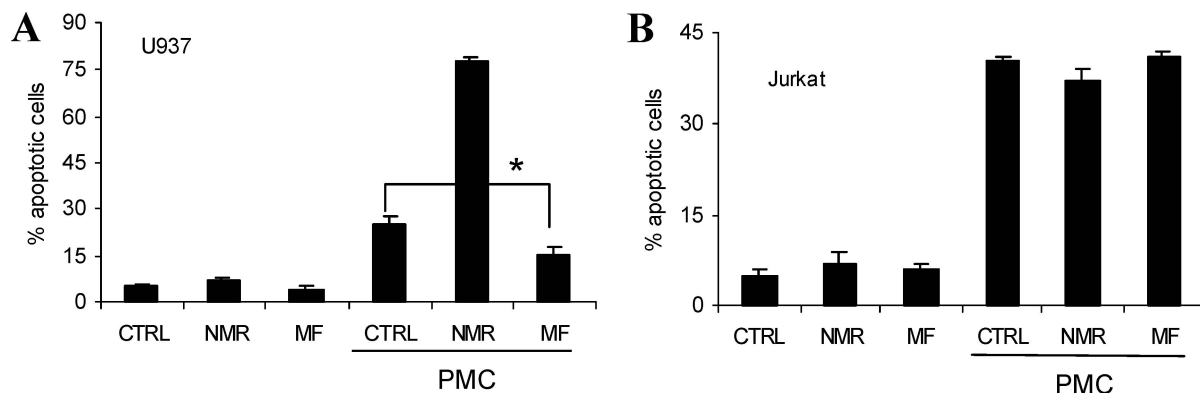 A
U937
% apoptotic cells
90
75
60
45
30
15
0
*
CTRL NMR MF CTRL NMR MF
PMC
B
Jurkat
% apoptotic cells
45
30
15
0
CTRL NMR MF CTRL NMR MF
PMC